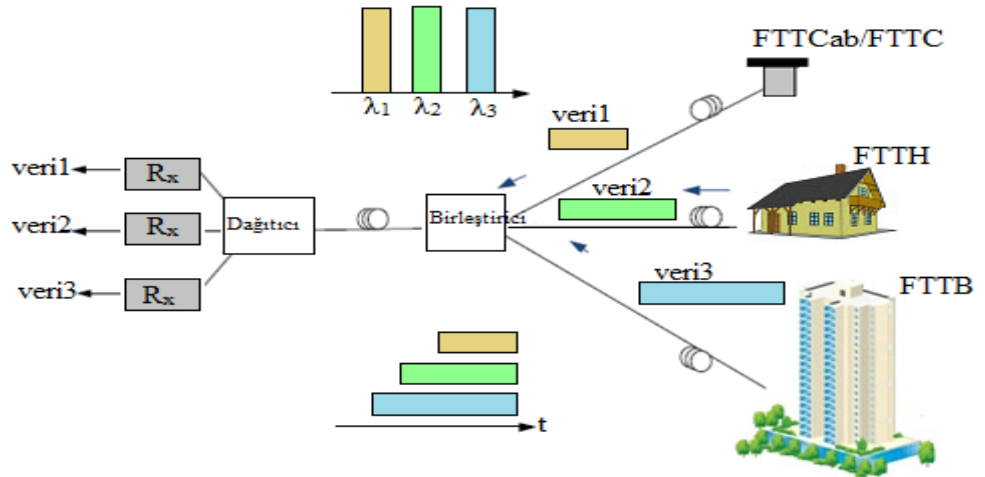 FTTCab/FTTC
λ1 λ2 λ3
veri1
FTTH
veri1
Rx
veri2
veri2
Rx
Dağıtıcı
Birleştirici
veri3
FTTB
veri3
Rx
t